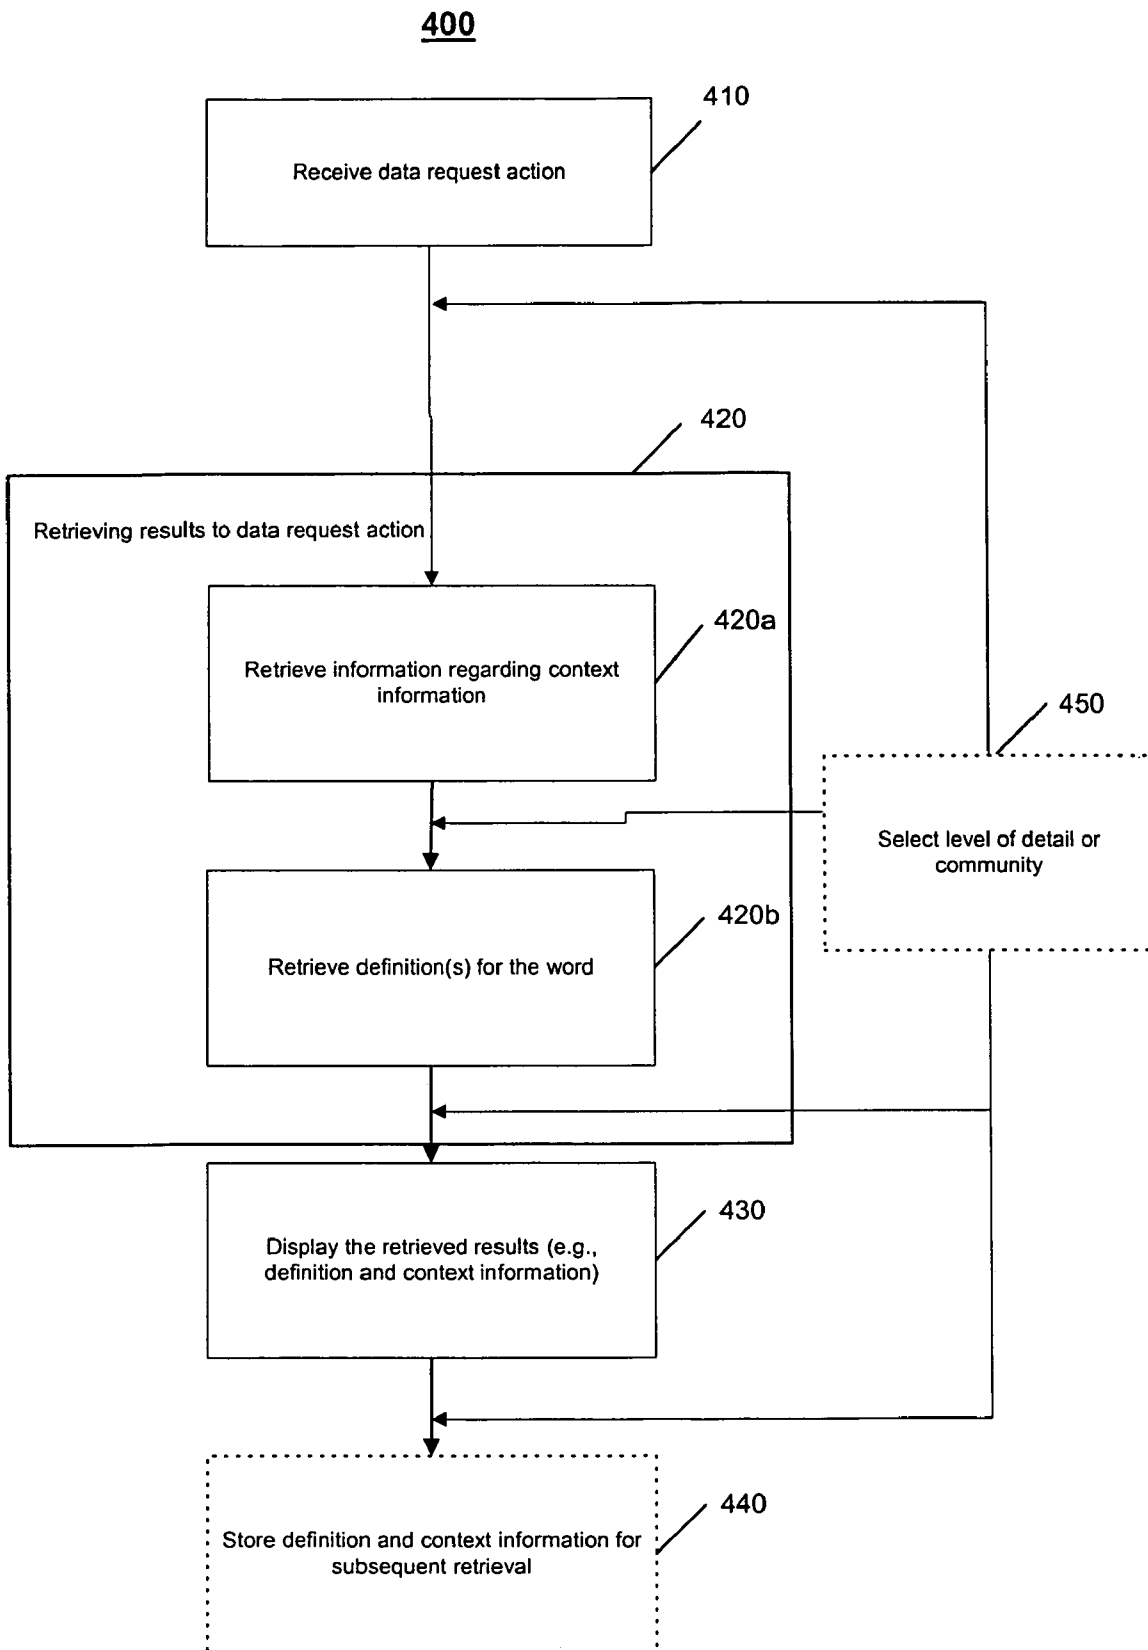 400
410
Receive data request action
420
Retrieving results to data request action
420a
Retrieve information regarding context
information
450
Select level of detail or
community
420b
Retrieve definition(s) for the word
430
Display the retrieved results (e.g.,
definition and context information)
440
Store definition and context information for
subsequent retrieval